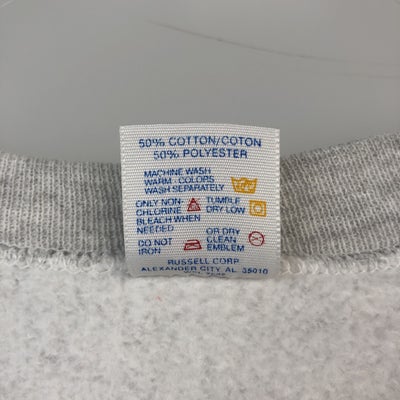 50% COTTON/COTON
50% POLYESTER
MACHINE WASH
WARM - COLORS
WASH SEPARATELY
ONLY NON
CHLORINE
BLEACH WHEN
NEEDED
TUMBLE
DRY LOW
DO NOT
IRON
OR DRY
CLEAN
EMBLEM
RUSSELL CORP
ALEXANDER CITY AL 35010